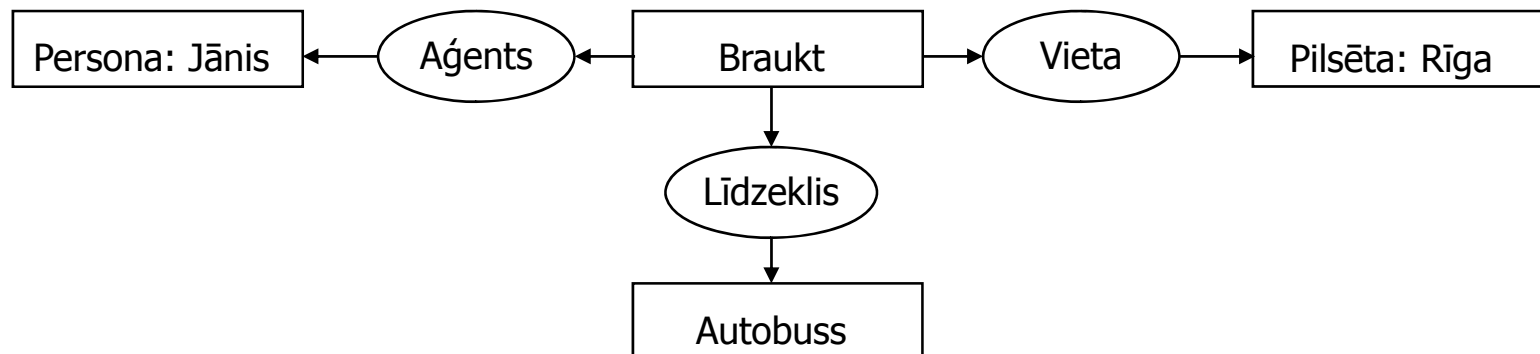 Persona: Jānis
Aģents
Braukt
Vieta
Pilsēta: Rīga
Līdzeklis
Autobuss